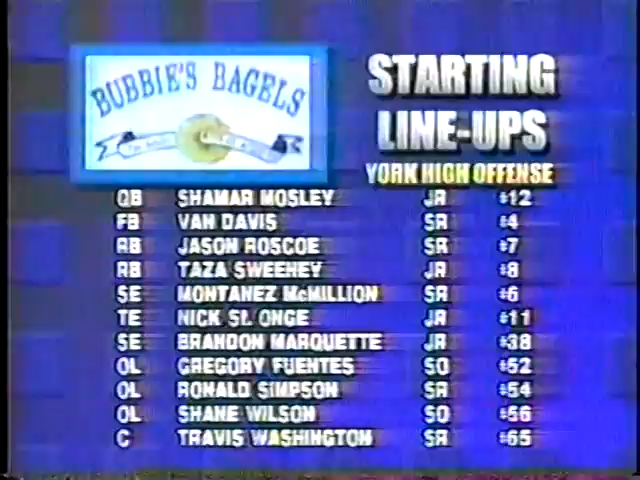 BUBBIE'S BAGELS
STARTING
LINE-UPS
YORK HIGH OFFENSE
QB SHAMAR MOSLEY JR #12
FB VAN DAVIS SR #4
RB JASON ROSCOE SR #7
RB TAZA SWEENEY JR #8
SE MONTANEZ McMILLION SR #6
TE NICK St. ONGE JR #11
SE BRANDON MARQUETTE JR #38
OL GREGORY FUENTES SO #52
OL RONALD SIMPSON SR #54
OL SHANE WILSON SO #56
C TRAVIS WASHINGTON SR #65